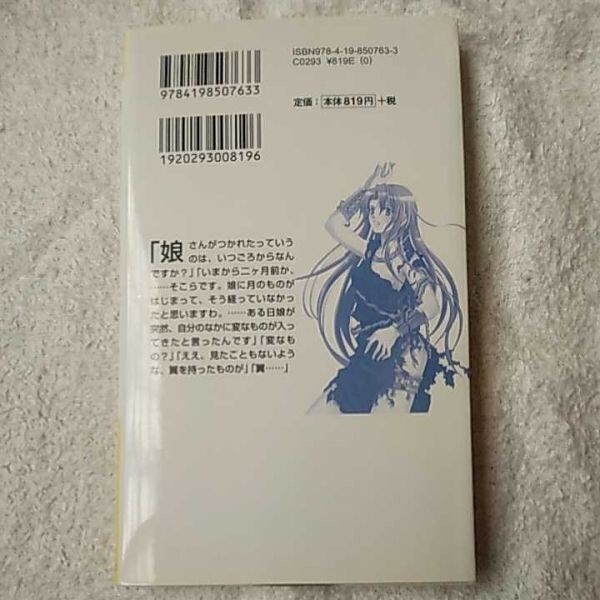 ISBN978-4-19-850763-3
C0293 ¥819E (0)
定価：本体819円+税
9784198507633
1920293008196
「娘さんがつかれたっていう
のは、いつごろからなん
ですか？」「いまから二ヶ月前か、
……そこらです。娘に月のものが
はじまって、そう経っていなかっ
たと思いますわ。……ある日娘が
突然、自分のなかに変なものが入っ
てきたと言ったんです」「変なも
の？」「ええ、見たこともないよう
な、翼を持ったものが」「翼……」